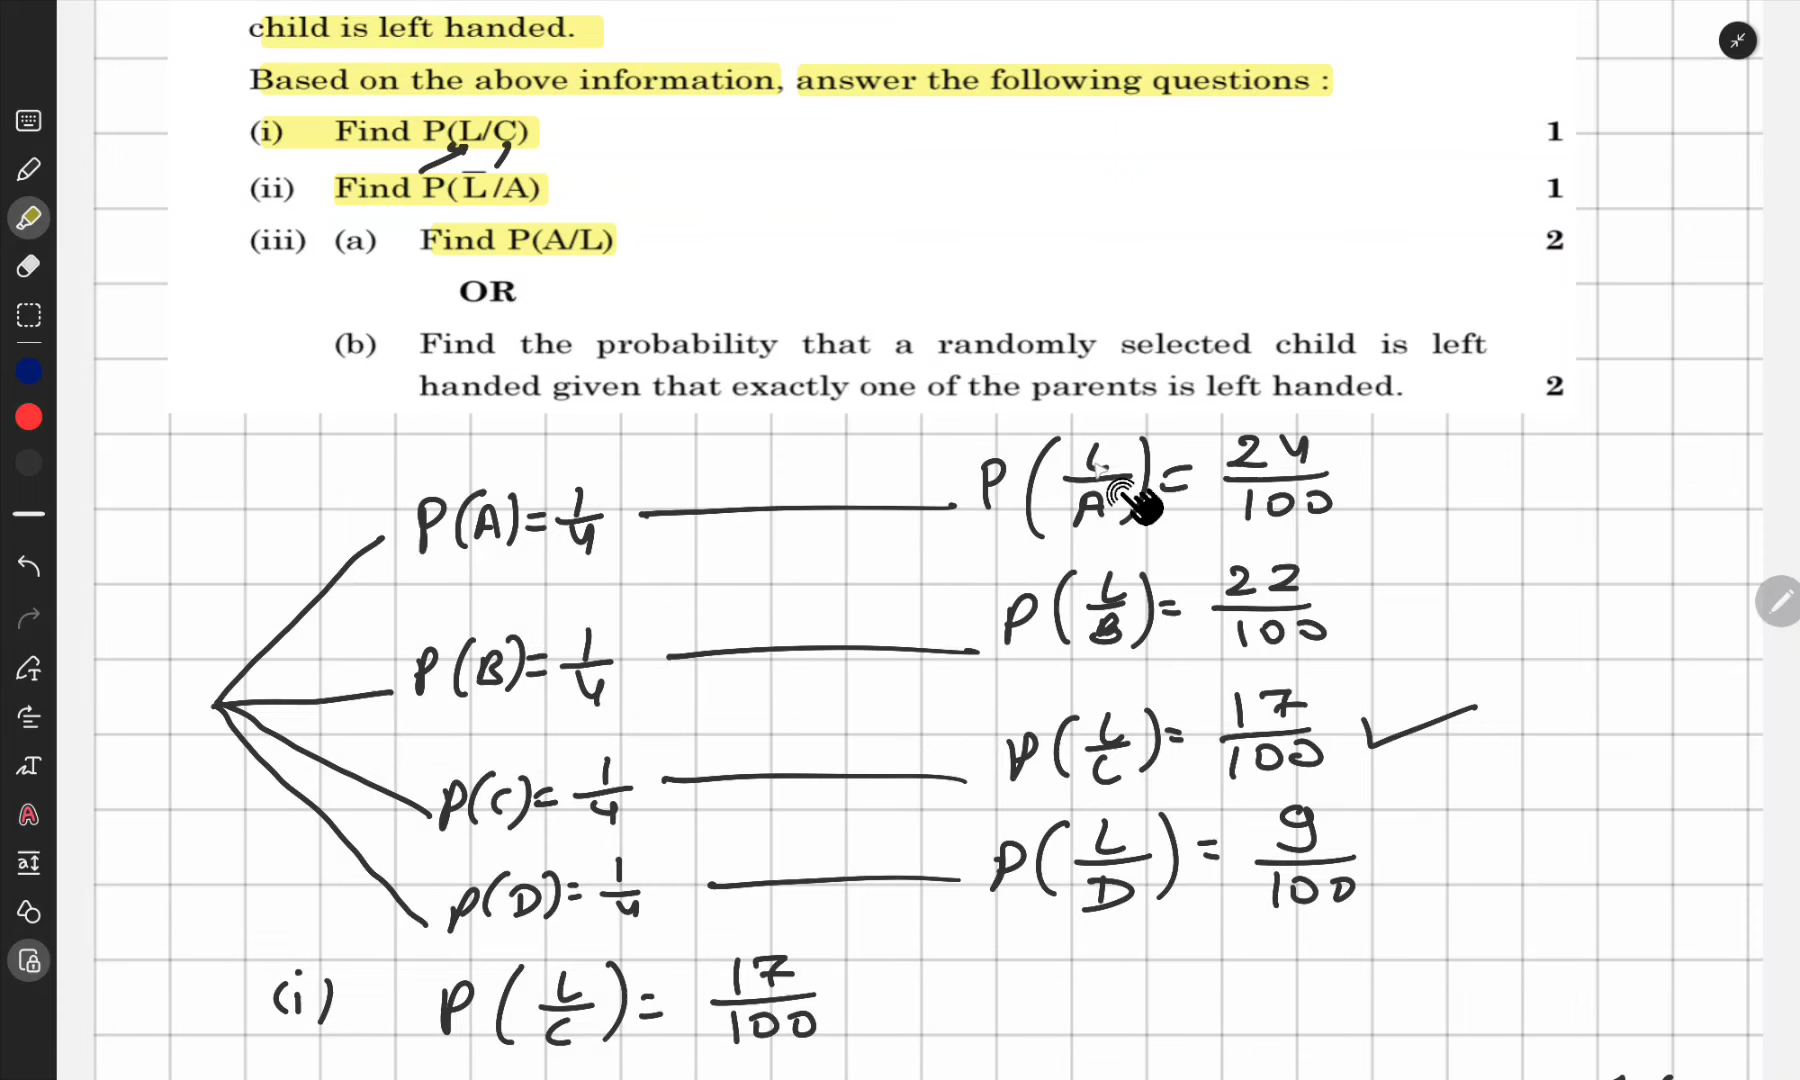 child is left handed.
Based on the above information, answer the following questions :
(i) Find P(L/C) 1
(ii) Find P(L̅/A) 1
(iii) (a) Find P(A/L) 2
OR
(b) Find the probability that a randomly selected child is left
handed given that exactly one of the parents is left handed. 2
P(A)=1/4 P(L/A)= 24/100
P(B)=1/4 P(L/B)= 22/100
P(C)=1/4 P(L/C)= 17/100
P(D)=1/4 P(L/D)= 9/100
(i) P(L/C)= 17/100